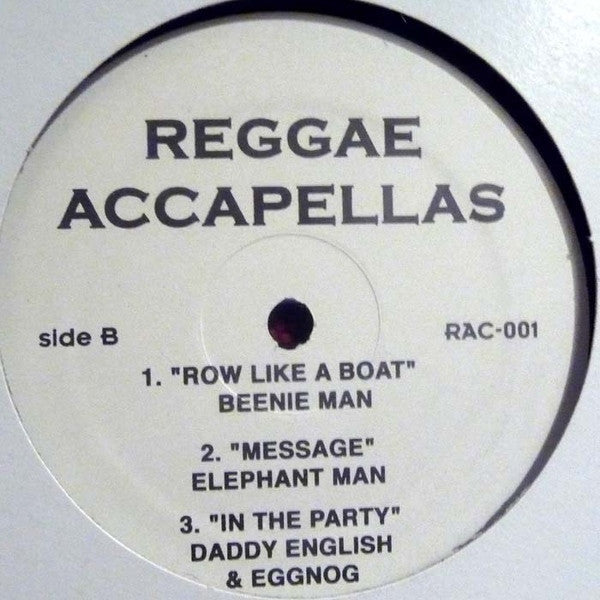 REGGAE
ACCAPELLAS
side B
RAC-001
1. "ROW LIKE A BOAT"
BEENIE MAN
2. "MESSAGE"
ELEPHANT MAN
3. "IN THE PARTY"
DADDY ENGLISH
& EGGNOG